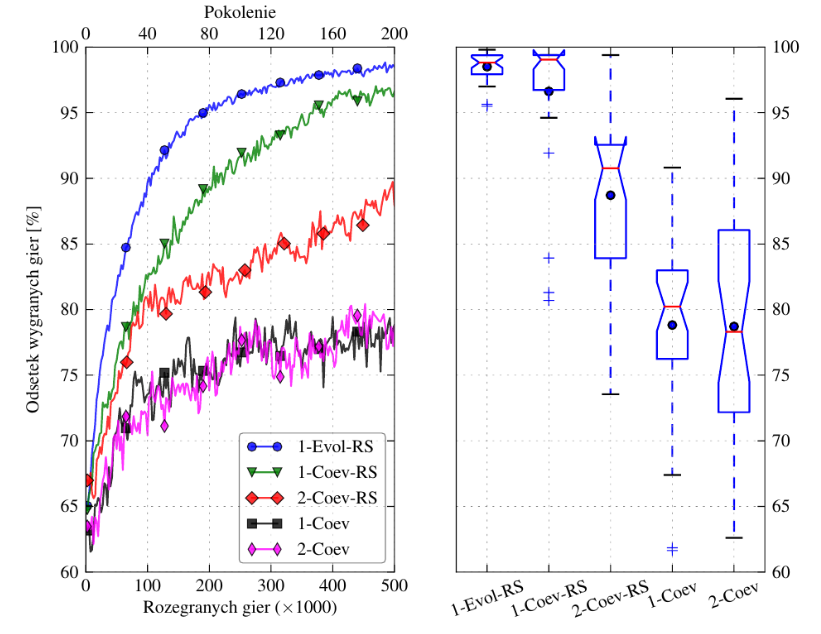 Pokolenie
0 40 80 120 160 200
100
95
90
85
80
75
70
65
60
Odsetek wygranych gier [%]
1-Evol-RS
1-Coev-RS
2-Coev-RS
1-Coev
2-Coev
0 100 200 300 400 500
Rozegranych gier (×1000)
100
95
90
85
80
75
70
65
60
1-Evol-RS 1-Coev-RS 2-Coev-RS 1-Coev 2-Coev